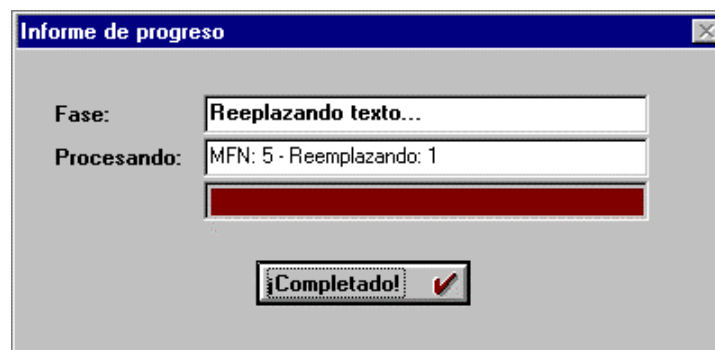 Informe de progreso
Fase: Reeplazando texto...
Procesando: MFN: 5 - Reemplazando: 1
¡Completado!